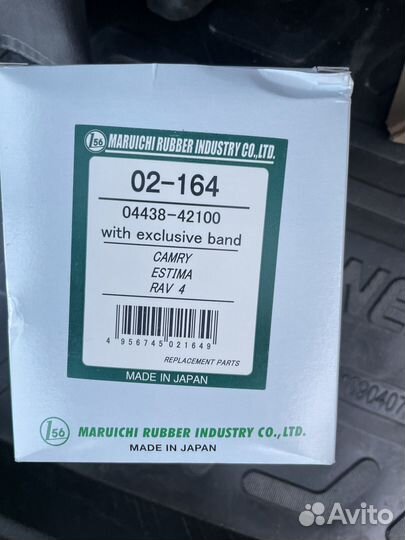 156 MARUICHI RUBBER INDUSTRY CO.,LTD.
02-164
04438-42100
with exclusive band
CAMRY
ESTIMA
RAV 4
4 956745 021649
REPLACEMENT PARTS
MADE IN JAPAN
156 MARUICHI RUBBER INDUSTRY CO., LTD.
MADE IN JAPAN
Avito